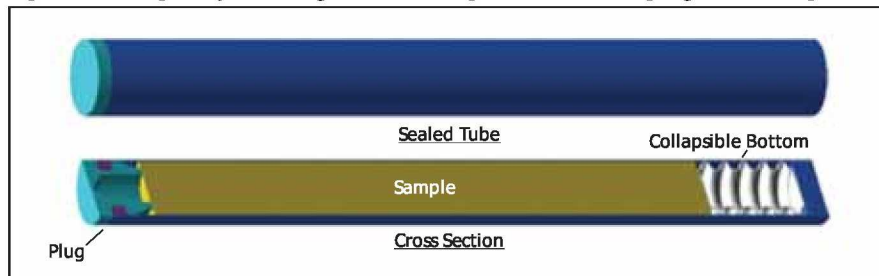 Sealed Tube
Collapsible Bottom
Sample
Plug
Cross Section